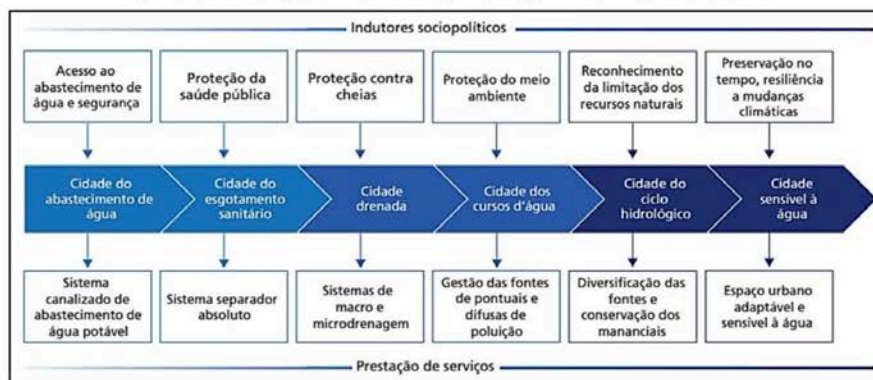 Indutores sociopolíticos
Acesso ao
abastecimento de
água e segurança
Proteção da
saúde pública
Proteção contra
cheias
Proteção do meio
ambiente
Reconhecimento
da limitação dos
recursos naturais
Preservação no
tempo, resiliência
a mudanças
climáticas
Cidade do
abastecimento de
água
Cidade do
esgotamento
sanitário
Cidade
drenada
Cidade dos
cursos d'água
Cidade do
ciclo
hidrológico
Cidade
sensível à
água
Sistema
canalizado de
abastecimento de
água potável
Sistema separador
absoluto
Sistemas de
macro e
microdrenagem
Gestão das fontes
de pontuais e
difusas de
poluição
Diversificação das
fontes e
conservação dos
mananciais
Espaço urbano
adaptável e
sensível à água
Prestação de serviços